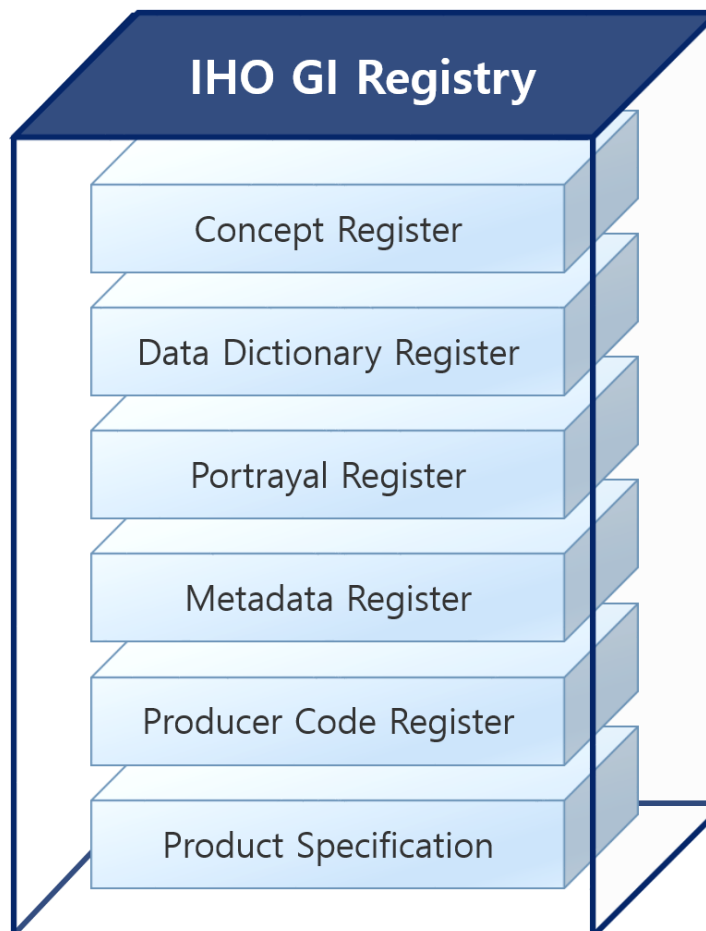 IHO GI Registry
Concept Register
Data Dictionary Register
Portrayal Register
Metadata Register
Producer Code Register
Product Specification